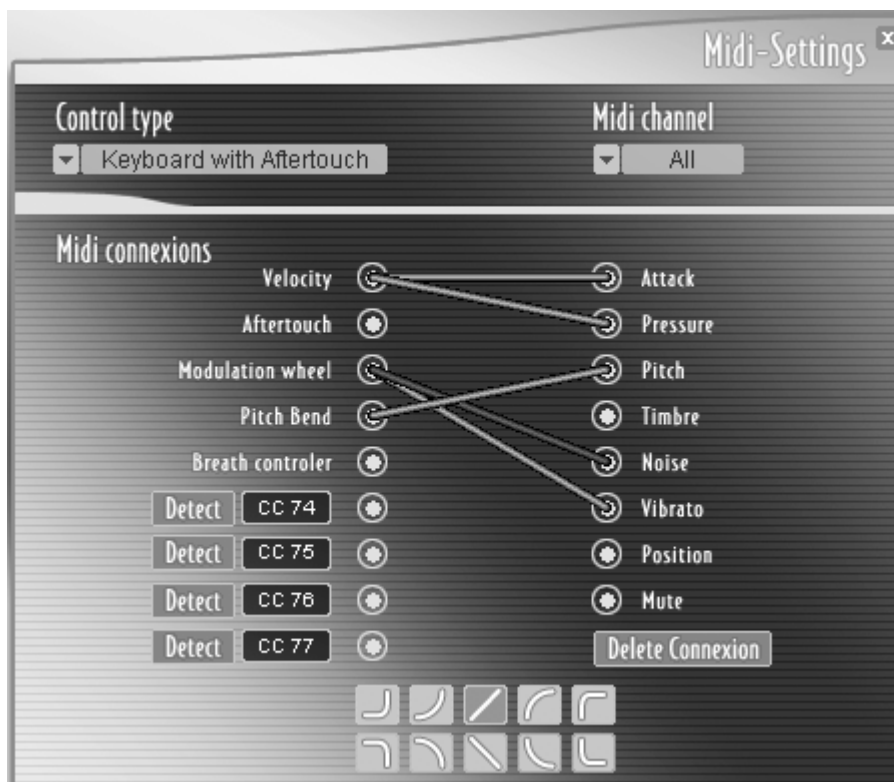 Midi-Settings x
Control type Midi channel
Keyboard with Aftertouch All
Midi connexions
Velocity Attack
Aftertouch Pressure
Modulation wheel Pitch
Pitch Bend Timbre
Breath controler Noise
Detect CC 74 Vibrato
Detect CC 75 Position
Detect CC 76 Mute
Detect CC 77 Delete Connexion